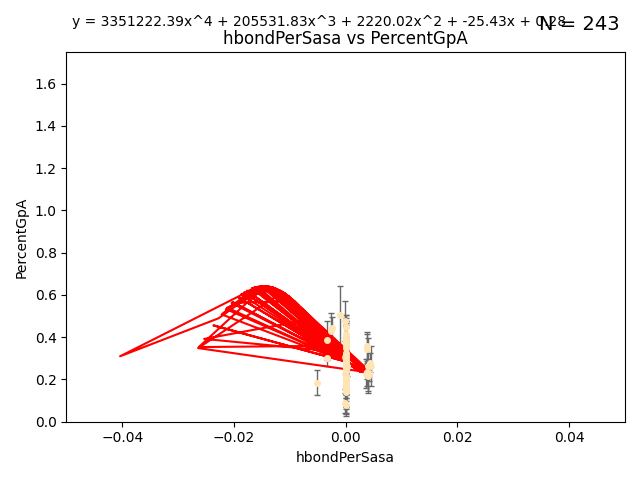 y = 3351222.39x^4 + 205531.83x^3 + 2220.02x^2 + -25.43x + 0.28
N = 243
hbondPerSasa vs PercentGpA
1.6
1.4
1.2
1.0
0.8
0.6
0.4
0.2
0.0
PercentGpA
−0.04 −0.02 0.00 0.02 0.04
hbondPerSasa